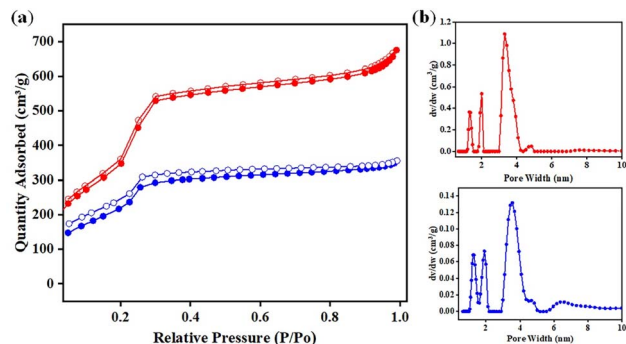 (a)
700
600
500
400
300
200
100
0
Quantity Adsorbed (cm³/g)
0.2 0.4 0.6 0.8 1.0
Relative Pressure (P/Po)
(b)
1.2
1.0
0.8
0.6
0.4
0.2
0.0
dv/dw (cm³/g)
2 4 6 8 10
Pore Width (nm)
0.14
0.12
0.10
0.08
0.06
0.04
0.02
0.00
dv/dw (cm³/g)
2 4 6 8 10
Pore Width (nm)